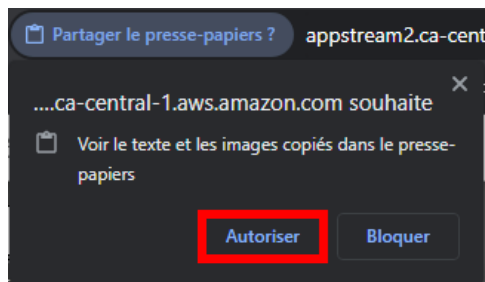 Partager le presse-papiers ? appstream2.ca-cent
....ca-central-1.aws.amazon.com souhaite
Voir le texte et les images copiés dans le presse-
papiers
Autoriser Bloquer